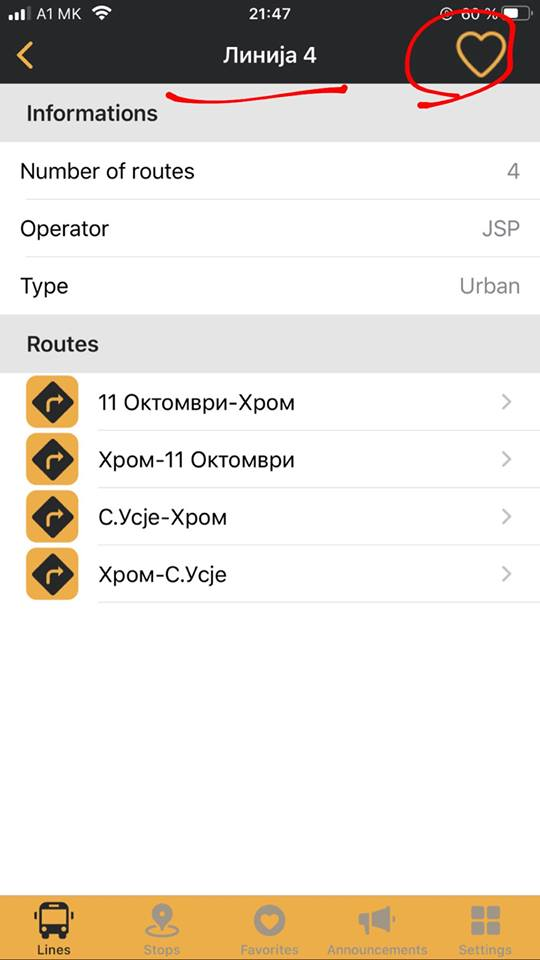 A1 MK
21:47
60 %
Линија 4
Informations
Number of routes
4
Operator
JSP
Type
Urban
Routes
11 Октомври-Хром
Хром-11 Октомври
С.Усје-Хром
Хром-С.Усје
Lines
Stops
Favorites
Announcements
Settings